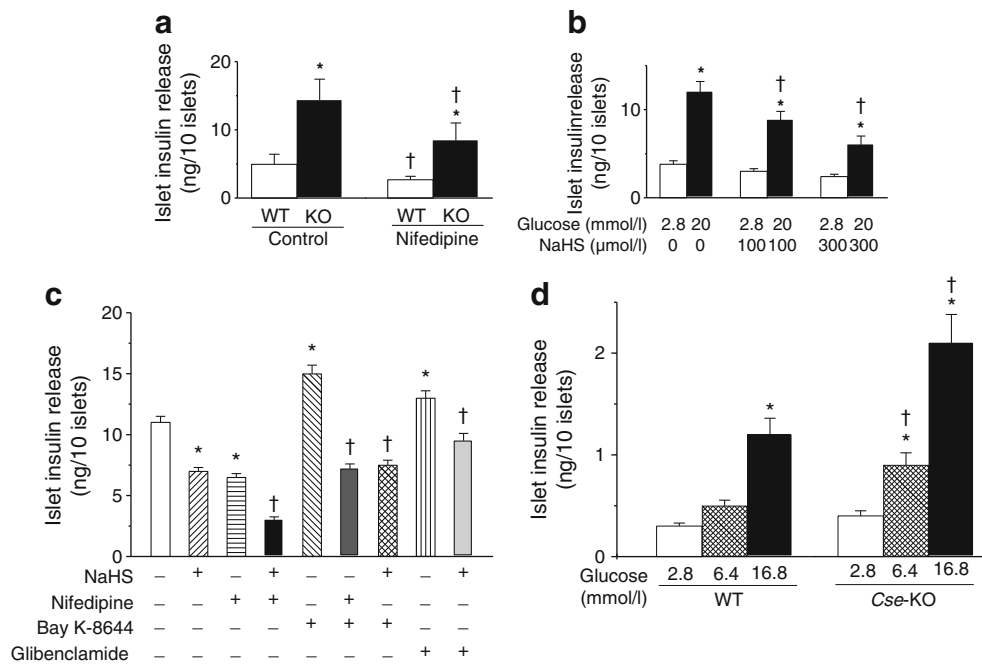 a
Islet insulin release
(ng/10 islets)
20
10
0
*
†
†
*
WT KO WT KO
Control Nifedipine
b
Islet insulinrelease
(ng/10 islets)
10
0
*
†
*
†
*
Glucose (mmol/l) 2.8 20 2.8 20 2.8 20
NaHS (µmol/l) 0 0 100 100 300 300
c
Islet insulin release
(ng/10 islets)
20
15
10
5
0
* * † * † † * †
NaHS – + – + – – + – +
Nifedipine – – + + – + – – –
Bay K-8644 – – – – + + + – –
Glibenclamide – – – – – – – + +
d
Islet insulin release
(ng/10 islets)
2
1
0
*
†
*
†
*
Glucose 2.8 6.4 16.8 2.8 6.4 16.8
(mmol/l) WT Cse-KO